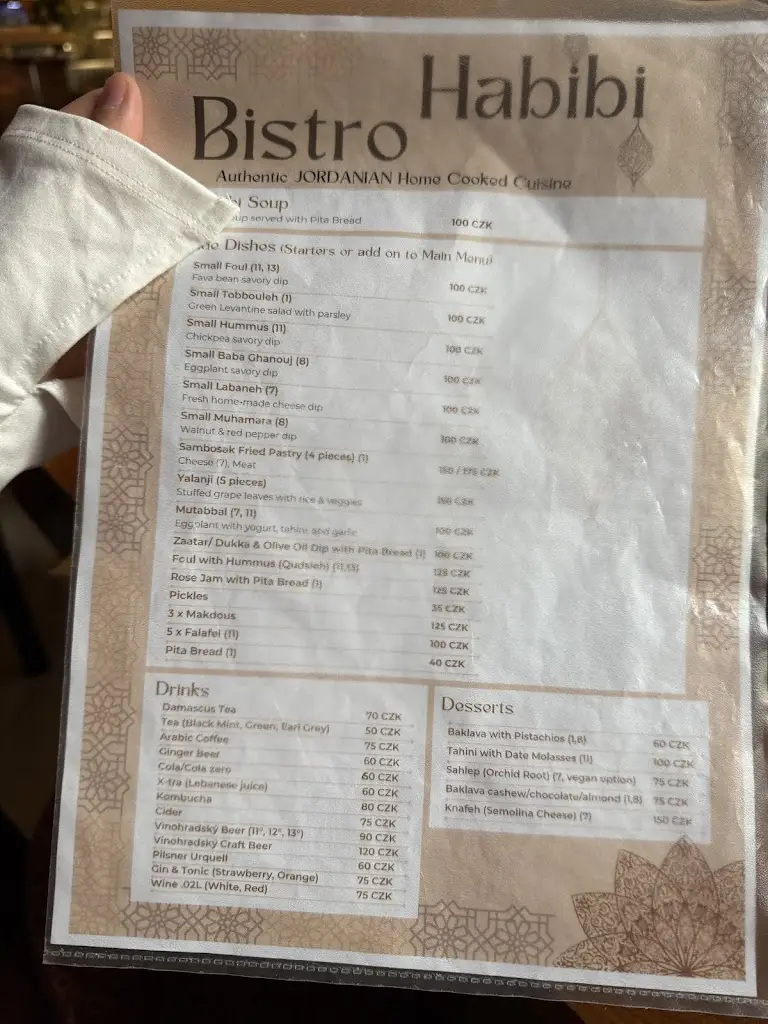 Bistro Habibi
Authentic JORDANIAN Home Cooked Cuisine
Soup
served with Pita Bread 100 CZK
Dishes (Starters or add on to Main Menu)
Small Foul (11, 13)
Fava bean savory dip 100 CZK
Small Tobbouleh (1)
Green Levantine salad with parsley 100 CZK
Small Hummus (11)
Chickpea savory dip 100 CZK
Small Baba Ghanouj (8)
Eggplant savory dip 100 CZK
Small Labaneh (7)
Fresh home-made cheese dip 100 CZK
Small Muhamara (8)
Walnut & red pepper dip 100 CZK
Sambosak Fried Pastry (4 pieces) (1)
Cheese (7), Meat 150 / 175 CZK
Yalanji (5 pieces)
Stuffed grape leaves with rice & veggies CZK
Mutabbal (7, 11)
Eggplant with yogurt, tahini and garlic 100 CZK
Zaatar/ Dukka & Olive Oil Dip with Pita Bread (1) 100 CZK
Foul with Hummus (Qudsieh) (11,13) 125 CZK
Rose Jam with Pita Bread (1) 125 CZK
Pickles 35 CZK
3 x Makdous 125 CZK
5 x Falafel (11) 100 CZK
Pita Bread (1) 40 CZK
Drinks
Damascus Tea 70 CZK
Tea (Black Mint, Green, Earl Grey) 50 CZK
Arabic Coffee 75 CZK
Ginger Beer 60 CZK
Cola/Cola zero 60 CZK
X-tra (Lebanese juice) 60 CZK
Kombucha 80 CZK
Cider 75 CZK
Vinohradský Beer (11°, 12°, 13°) 90 CZK
Vinohradský Craft Beer 120 CZK
Pilsner Urquell 60 CZK
Gin & Tonic (Strawberry, Orange) 75 CZK
Wine .02L (White, Red) 75 CZK
Desserts
Baklava with Pistachios (1,8) 60 CZK
Tahini with Date Molasses (11) 100 CZK
Sahlep (Orchid Root) (7, vegan option) 75 CZK
Baklava cashew/chocolate/almond (1,8) 75 CZK
Knafeh (Semolina Cheese) (7) 150 CZK